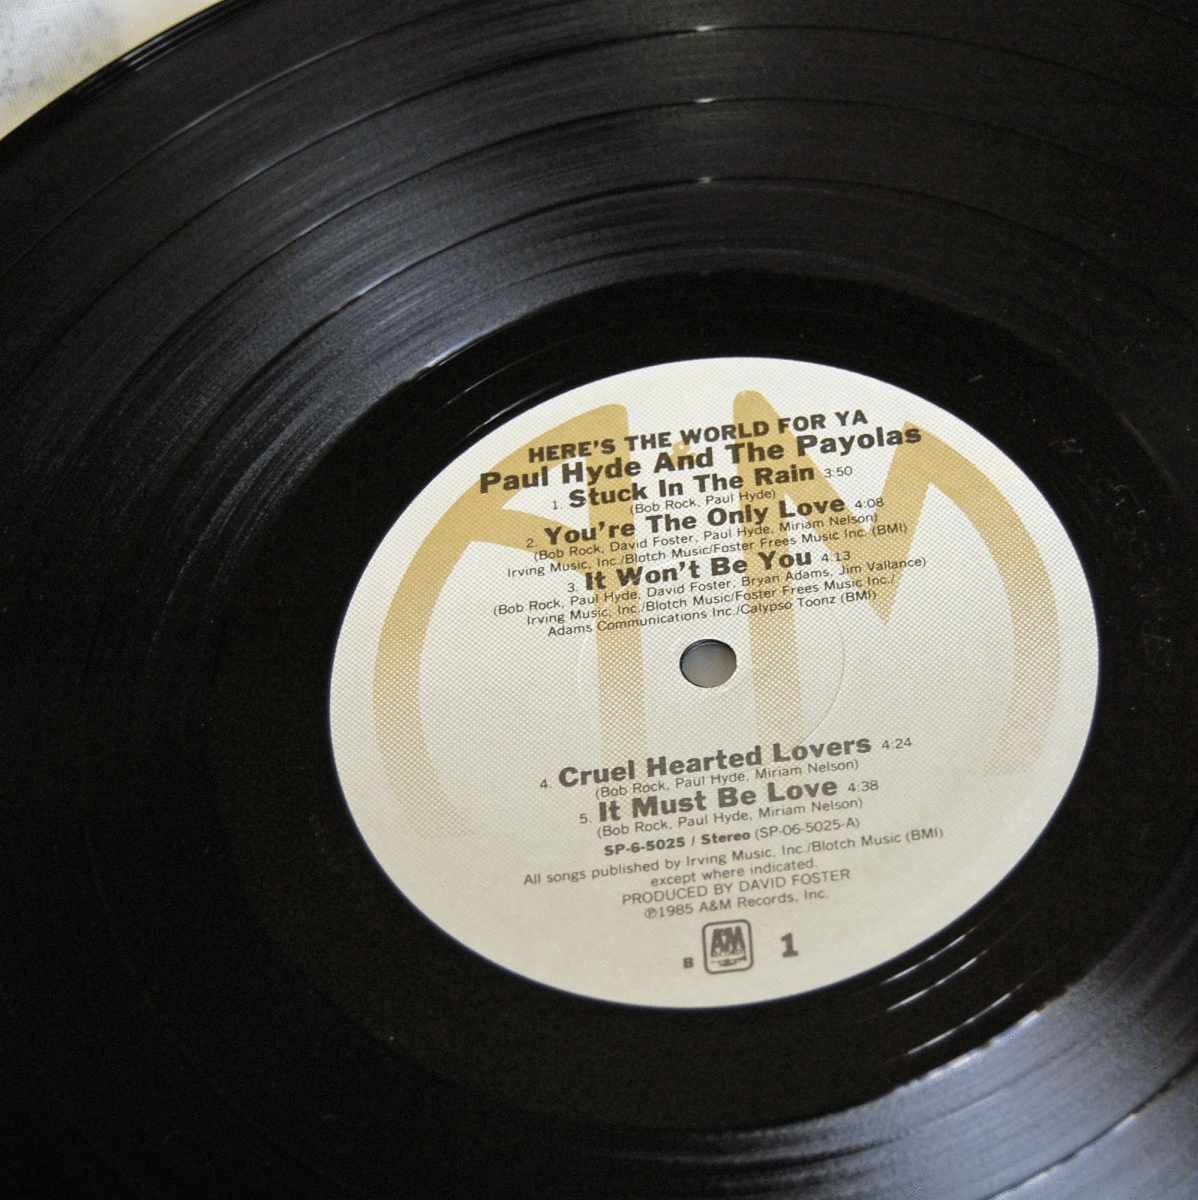 HERE'S THE WORLD FOR YA
Paul Hyde And The Payolas
1. Stuck In The Rain 3:50
(Bob Rock, Paul Hyde)
2. You're The Only Love 4:08
(Bob Rock, David Foster, Paul Hyde, Miriam Nelson)
Irving Music, Inc./Blotch Music/Foster Frees Music Inc. (BMI)
3. It Won't Be You 4:13
(Bob Rock, Paul Hyde, David Foster, Bryan Adams, Jim Vallance)
Irving Music, Inc./Blotch Music/Foster Frees Music Inc./
Adams Communications Inc./Calypso Toonz (BMI)
4. Cruel Hearted Lovers 4:24
(Bob Rock, Paul Hyde, Miriam Nelson)
5. It Must Be Love 4:38
(Bob Rock, Paul Hyde, Miriam Nelson)
SP-6-5025 / Stereo (SP-06-5025-A)
All songs published by Irving Music, Inc./Blotch Music (BMI)
except where indicated.
PRODUCED BY DAVID FOSTER
℗1985 A&M Records, Inc.
B A&M RECORDS 1